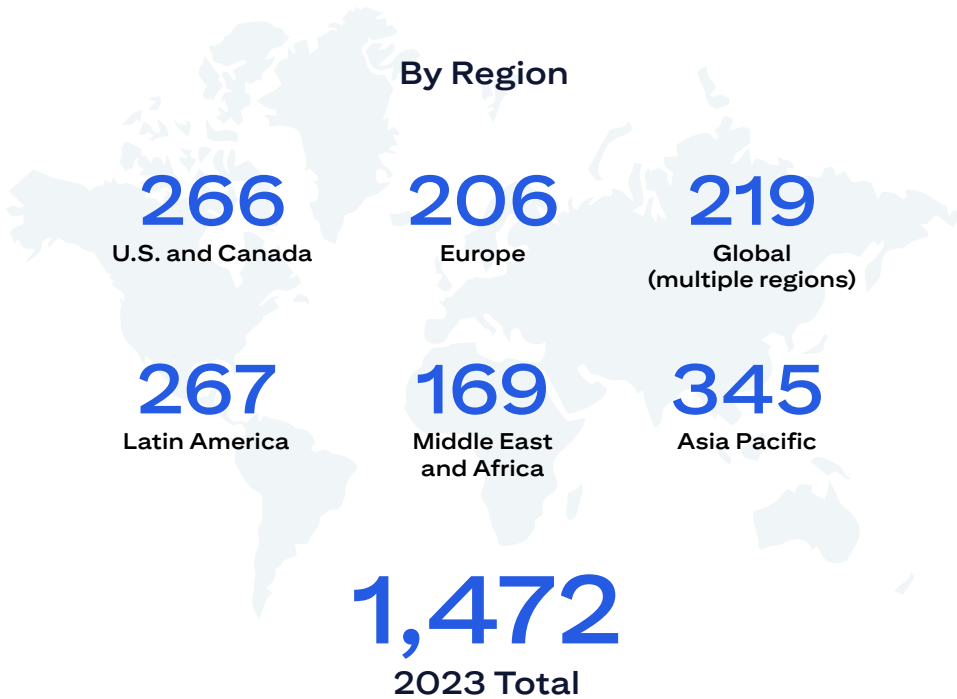 By Region
266
U.S. and Canada
206
Europe
219
Global
(multiple regions)
267
Latin America
169
Middle East
and Africa
345
Asia Pacific
1,472
2023 Total